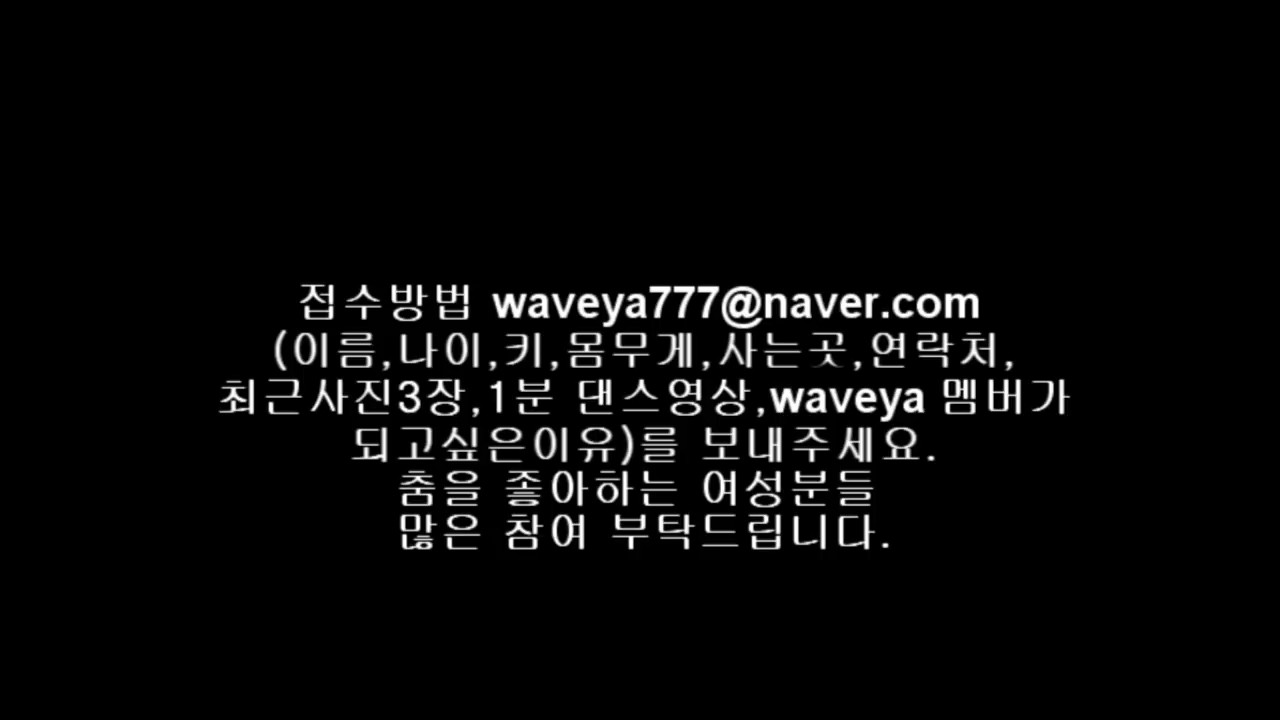 접수방법 waveya777@naver.com
(이름,나이,키,몸무게,사는곳,연락처,
최근사진3장,1분 댄스영상,waveya 멤버가
되고싶은이유)를 보내주세요.
춤을 좋아하는 여성분들
많은 참여 부탁드립니다.